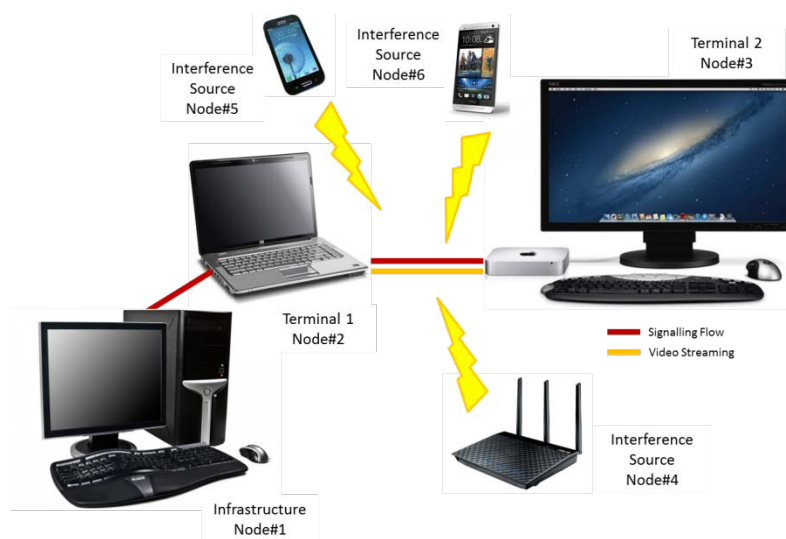 Interference
Source
Node#5
Interference
Source
Node#6
Terminal 2
Node#3
Terminal 1
Node#2
Signalling Flow
Video Streaming
Interference
Source
Node#4
Infrastructure
Node#1